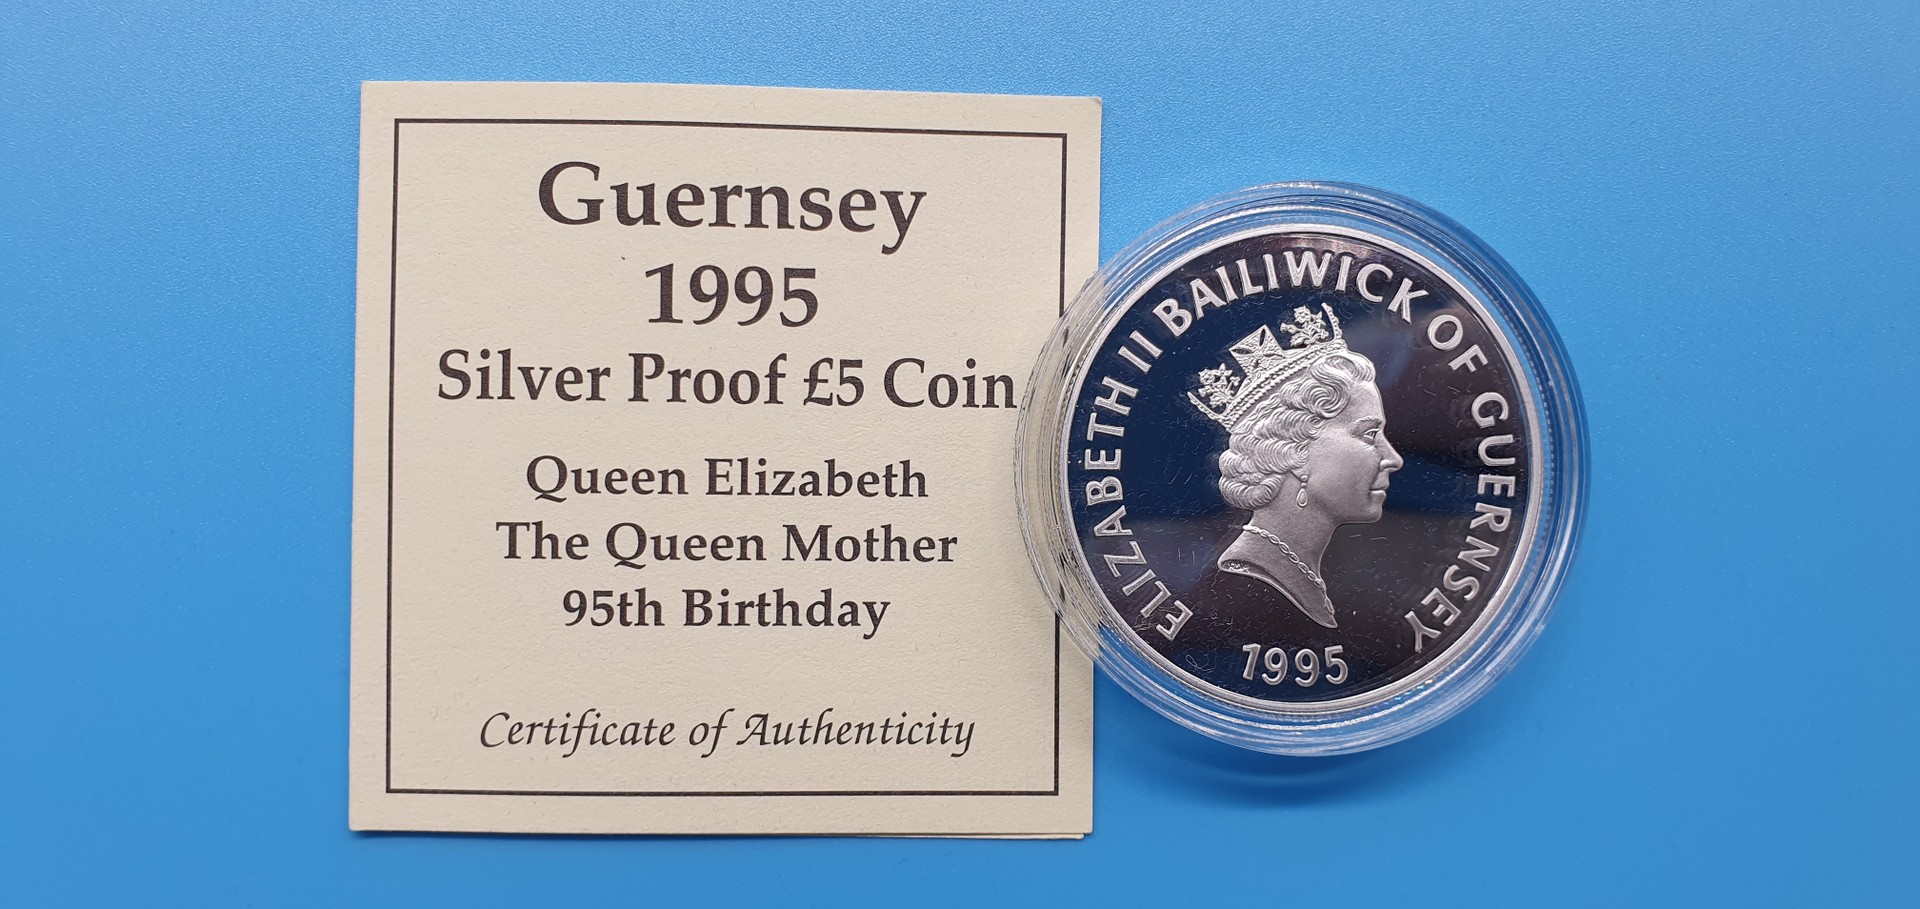 Guernsey
1995
Silver Proof £5 Coin
Queen Elizabeth
The Queen Mother
95th Birthday
Certificate of Authenticity
ELIZABETH II BAILIWICK OF GUERNSEY
1995